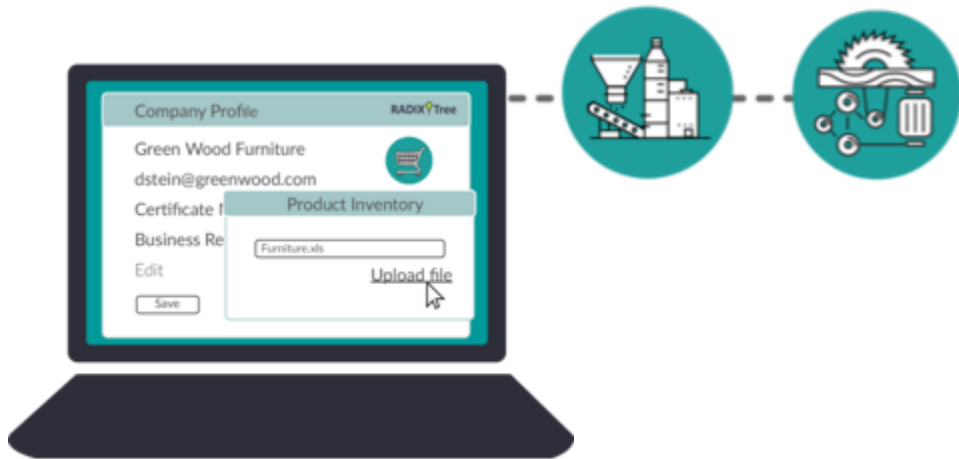 Company Profile
RADIX Tree
Green Wood Furniture
dstein@greenwood.com
Certificate
Product Inventory
Business Re
Furniture.xls
Edit
Upload file
Save